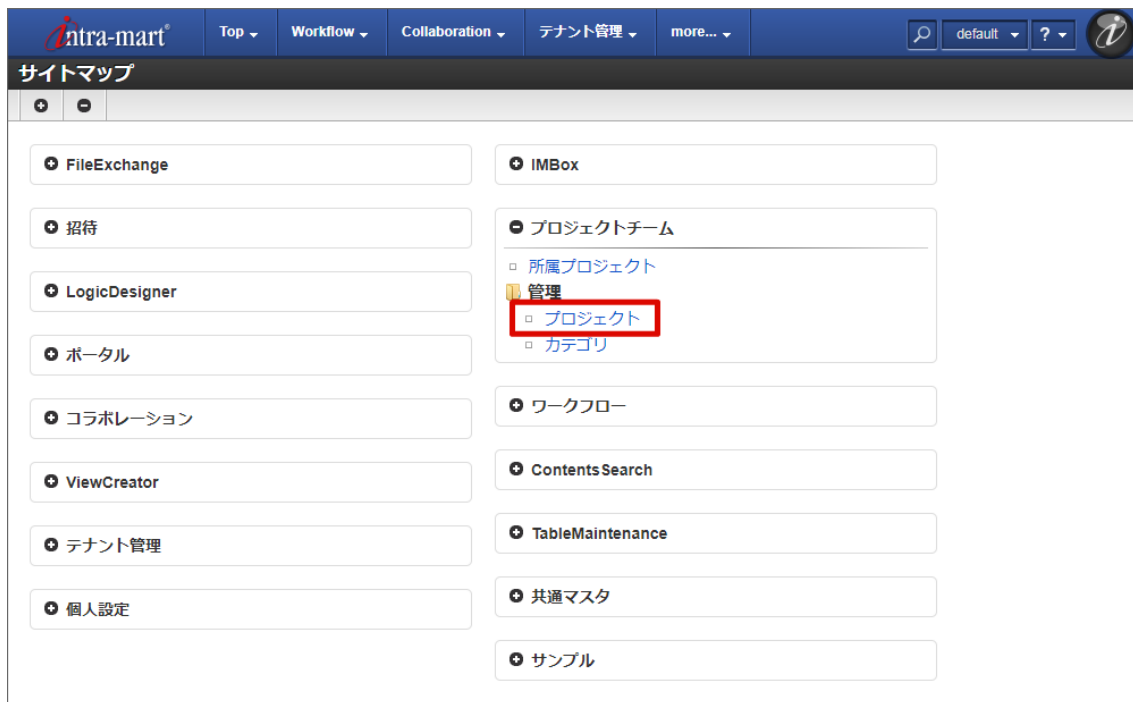 intra-mart® Top Workflow Collaboration テナント管理 more... default ?
サイトマップ
FileExchange
招待
LogicDesigner
ポータル
コラボレーション
ViewCreator
テナント管理
個人設定
IMBox
プロジェクトチーム
所属プロジェクト
管理
プロジェクト
カテゴリ
ワークフロー
ContentsSearch
TableMaintenance
共通マスタ
サンプル